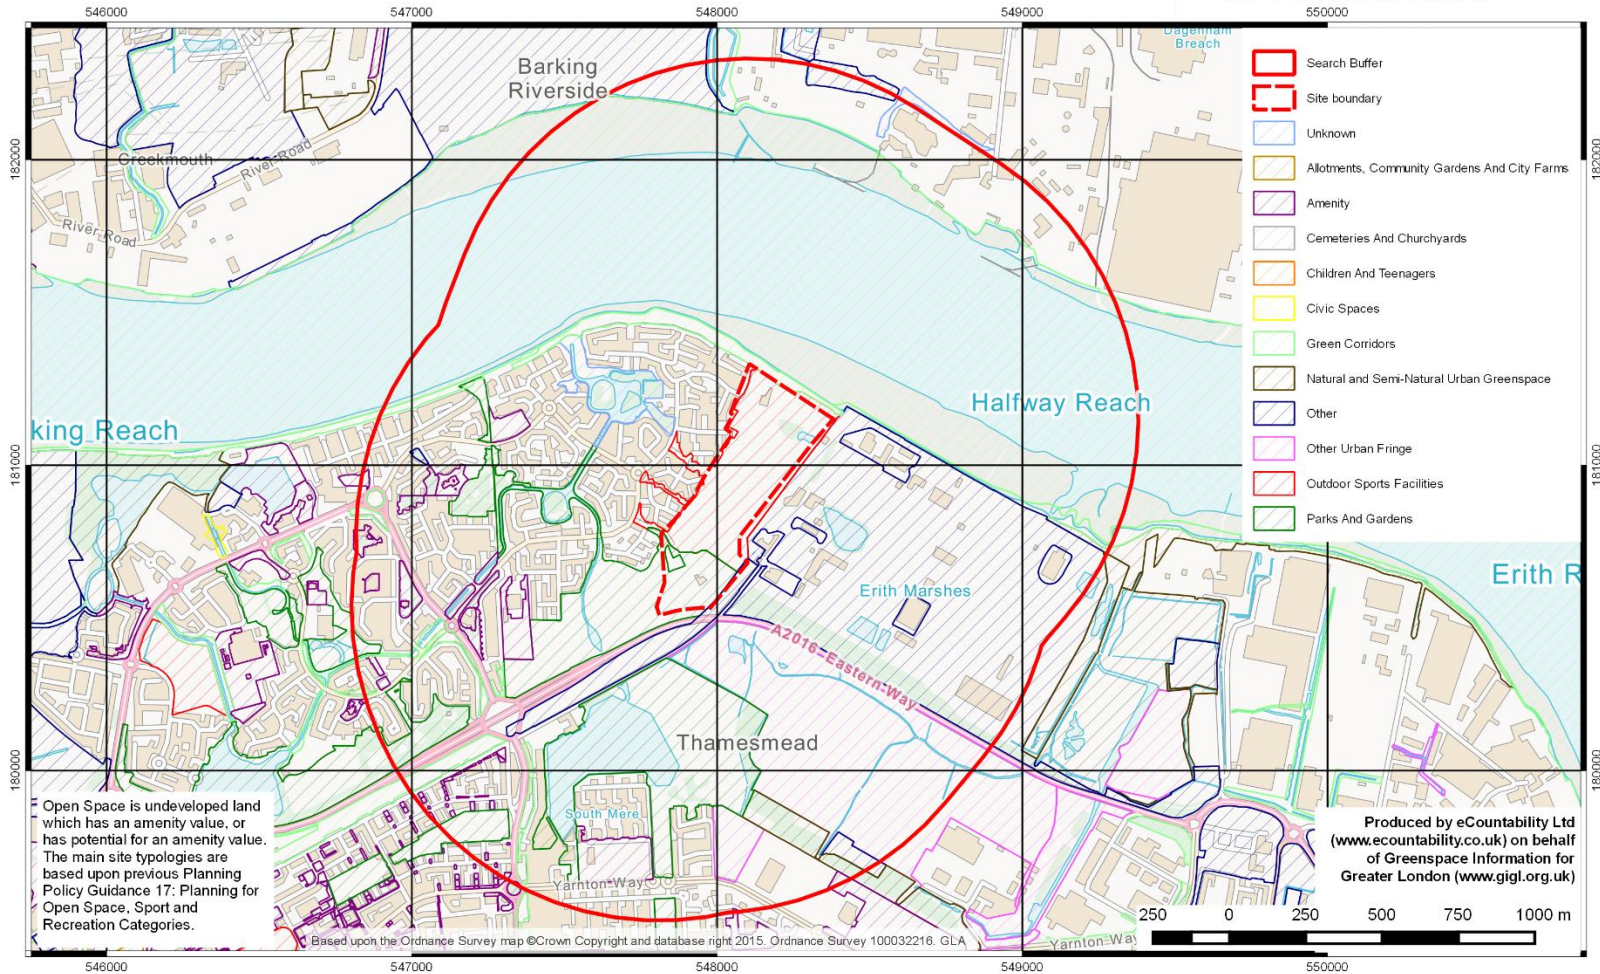 546000
547000
548000
549000
550000
Barking
Riverside
Dagenham
Breach
Creekmouth
River Road
River Road
182000
182000
Search Buffer
Site boundary
Unknown
Allotments, Community Gardens And City Farms
Amenity
Cemeteries And Churchyards
Children And Teenagers
Civic Spaces
Green Corridors
Natural and Semi-Natural Urban Greenspace
Other
Other Urban Fringe
Outdoor Sports Facilities
Parks And Gardens
king Reach
Halfway Reach
181000
181000
Erith Marshes
Erith R
A2016-Eastern-Way
Thamesmead
180000
180000
South Mere
Yarnton Way
Yarnton Way
Open Space is undeveloped land
which has an amenity value, or
has potential for an amenity value.
The main site typologies are
based upon previous Planning
Policy Guidance 17: Planning for
Open Space, Sport and
Recreation Categories.
Produced by eCountability Ltd
(www.ecountability.co.uk) on behalf
of Greenspace Information for
Greater London (www.gigl.org.uk)
250 0 250 500 750 1000 m
Based upon the Ordnance Survey map ©Crown Copyright and database right 2015. Ordnance Survey 100032216. GLA
546000
547000
548000
549000
550000